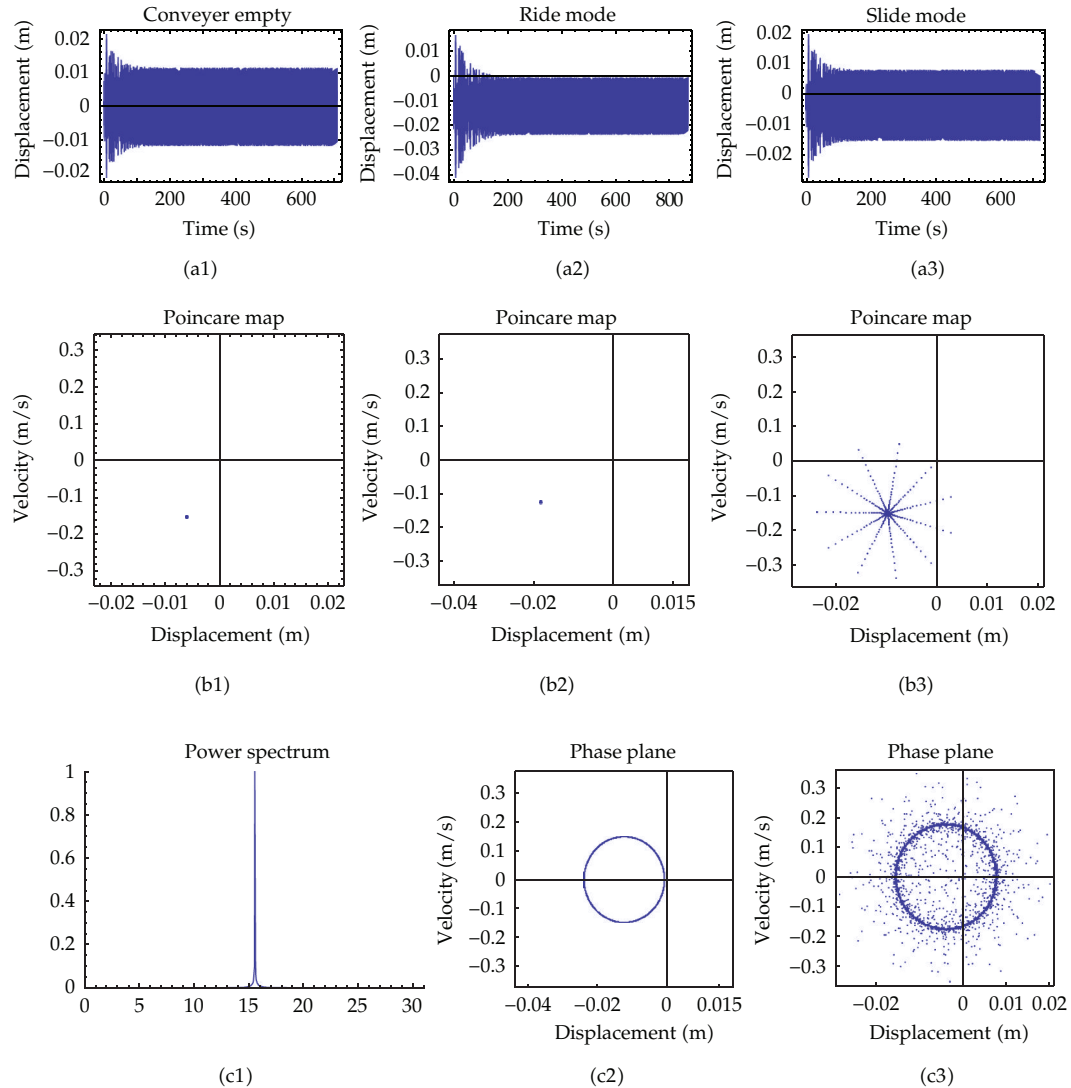 Conveyer empty
Displacement (m)
0.02
0.01
0
−0.01
−0.02
0 200 400 600
Time (s)
(a1)
Ride mode
Displacement (m)
0.01
0
−0.01
−0.02
−0.03
−0.04
0 200 400 600 800
Time (s)
(a2)
Slide mode
Displacement (m)
0.02
0.01
0
−0.01
−0.02
0 200 400 600
Time (s)
(a3)
Poincare map
Velocity (m/s)
0.3
0.2
0.1
0
−0.1
−0.2
−0.3
−0.02 −0.01 0 0.01 0.02
Displacement (m)
(b1)
Poincare map
Velocity (m/s)
0.3
0.2
0.1
0
−0.1
−0.2
−0.3
−0.04 −0.02 0 0.015
Displacement (m)
(b2)
Poincare map
Velocity (m/s)
0.3
0.2
0.1
0
−0.1
−0.2
−0.3
−0.02 0 0.01 0.02
Displacement (m)
(b3)
Power spectrum
1
0.8
0.6
0.4
0.2
0
0 5 10 15 20 25 30
(c1)
Phase plane
Velocity (m/s)
0.3
0.2
0.1
0
−0.1
−0.2
−0.3
−0.04 −0.02 0 0.015
Displacement (m)
(c2)
Phase plane
Velocity (m/s)
0.3
0.2
0.1
0
−0.1
−0.2
−0.3
−0.02 0 0.01 0.02
Displacement (m)
(c3)